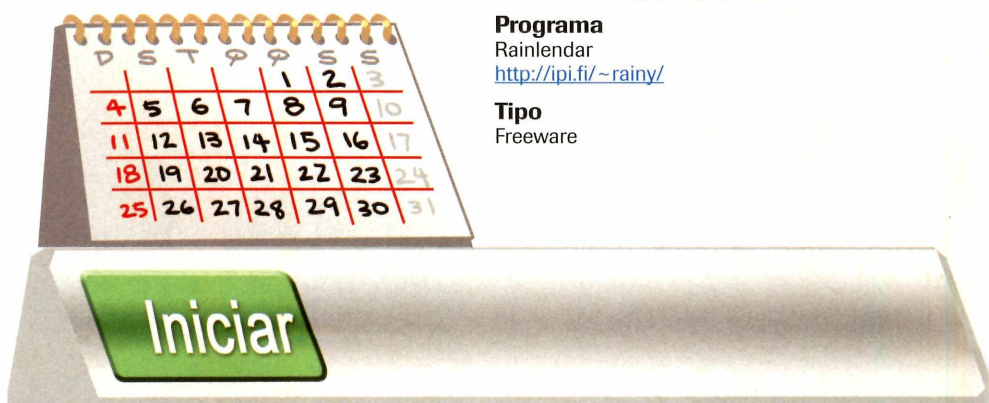 D S T Q Q S S
1 2 3
4 5 6 7 8 9 10
11 12 13 14 15 16 17
18 19 20 21 22 23 24
25 26 27 28 29 30 31
Programa
Rainlendar
http://ipi.fi/~rainy/
Tipo
Freeware
Iniciar